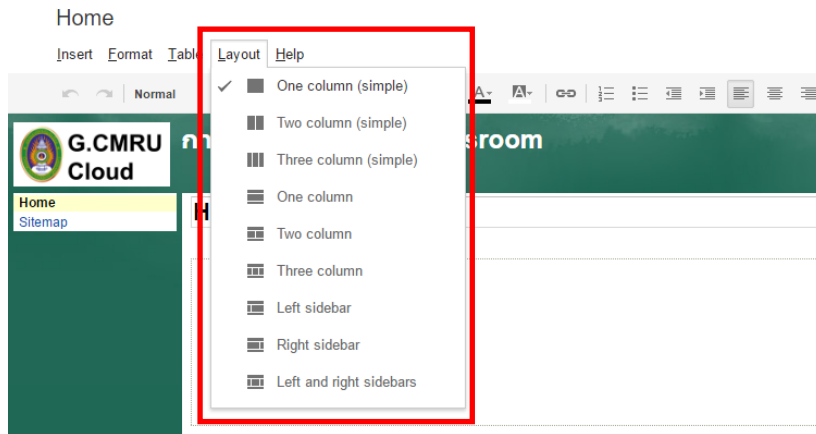 Home
Insert Format Table Layout Help
Normal
One column (simple)
Two column (simple)
Three column (simple)
One column
Two column
Three column
Left sidebar
Right sidebar
Left and right sidebars
G.CMRU
Cloud
Home
Sitemap